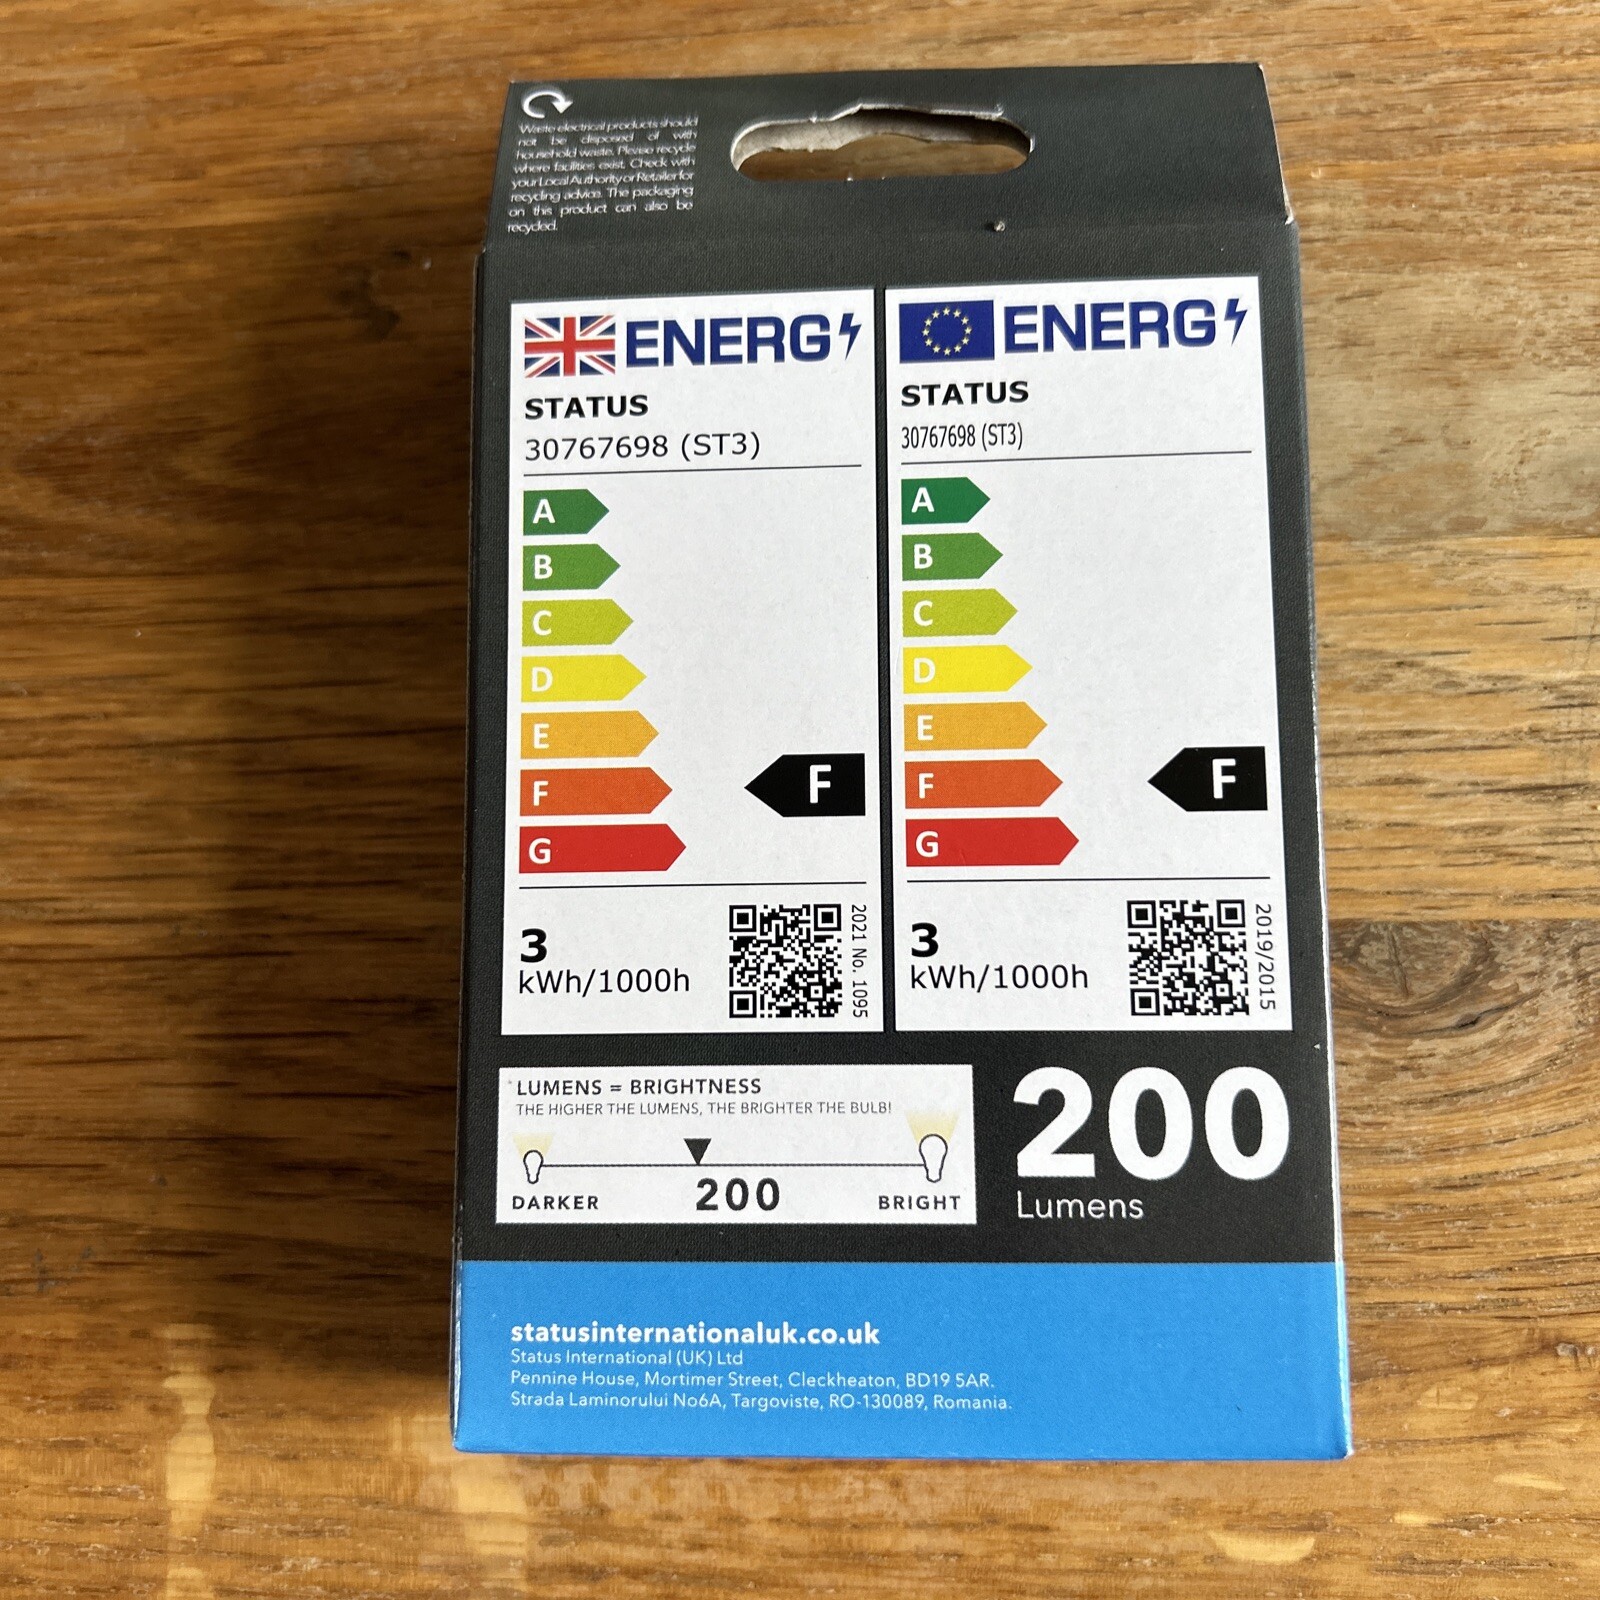 Waste electrical products should
not be disposed of with
household waste. Please recycle
where facilities exist. Check with
your Local Authority or Retailer for
recycling advice. The packaging
on this product can also be
recycled.
ENERG
STATUS
30767698 (ST3)
A
B
C
D
E
F
F
G
3
kWh/1000h
2021 No. 1095
ENERG
STATUS
30767698 (ST3)
A
B
C
D
E
F
F
G
3
kWh/1000h
2019/2015
LUMENS = BRIGHTNESS
THE HIGHER THE LUMENS, THE BRIGHTER THE BULB!
DARKER
200
BRIGHT
200
Lumens
statusinternationaluk.co.uk
Status International (UK) Ltd
Pennine House, Mortimer Street, Cleckheaton, BD19 5AR.
Strada Laminorului No6A, Targoviste, RO-130089, Romania.